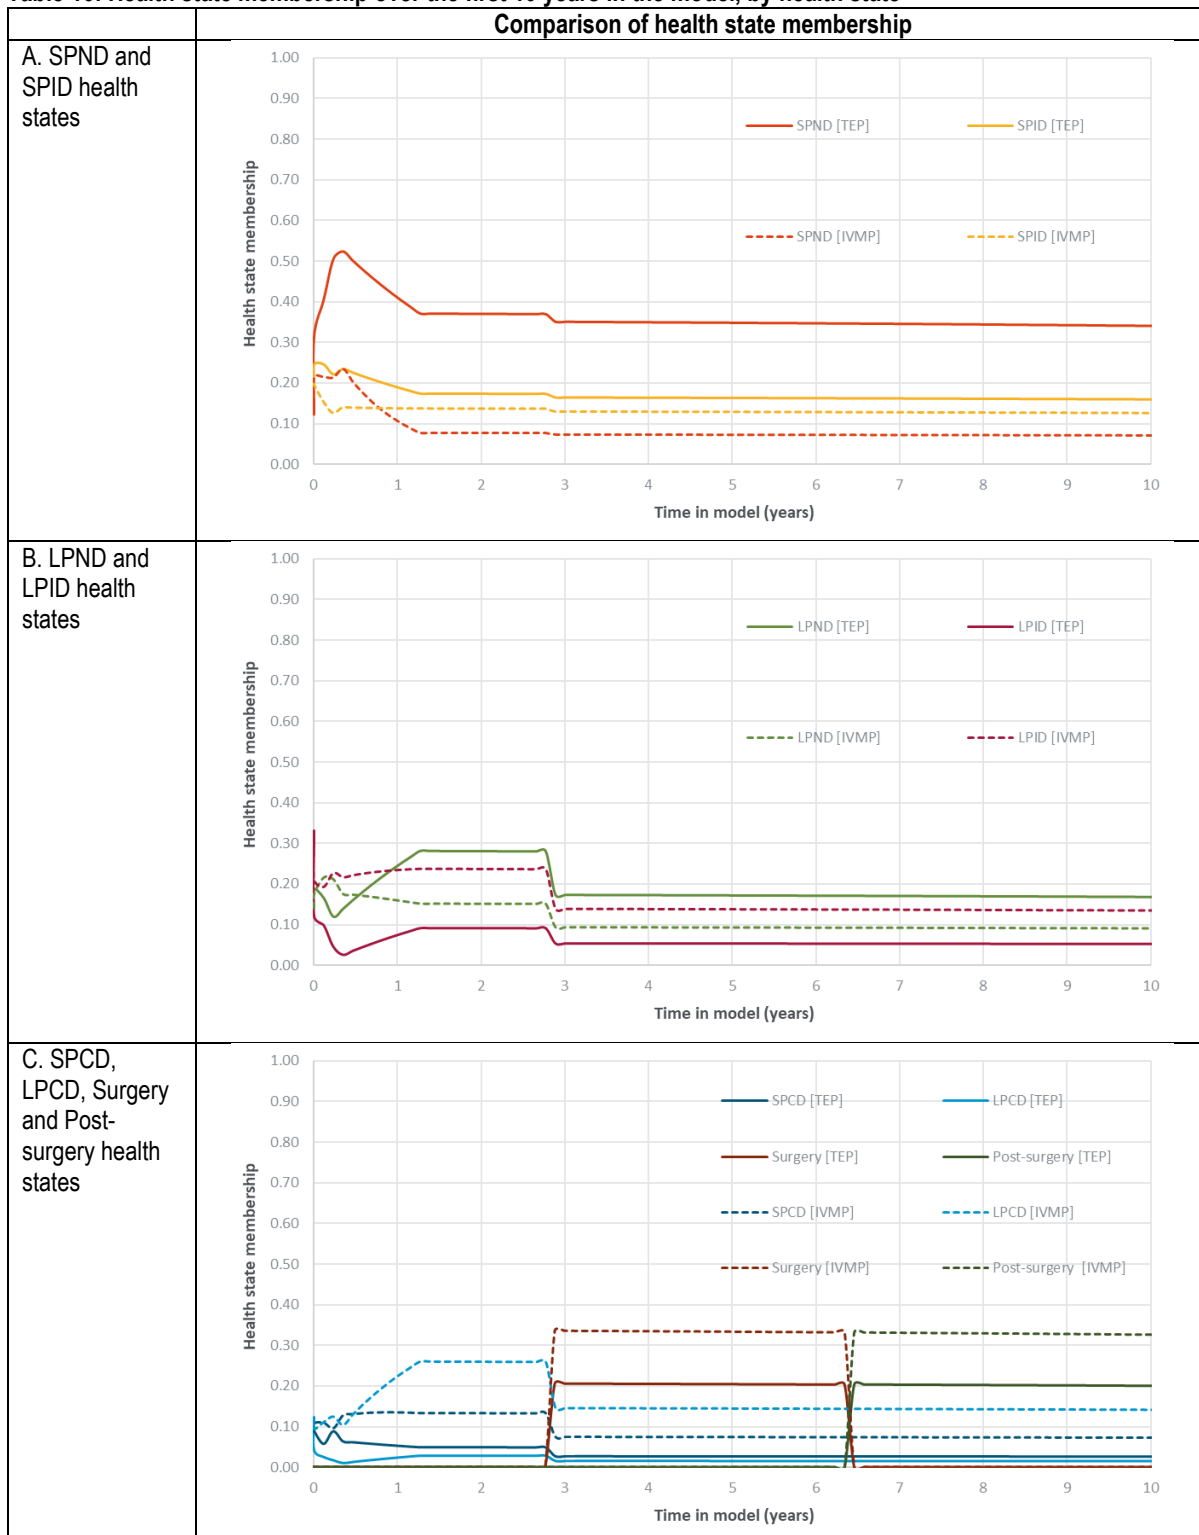 Comparison of health state membership
A. SPND and
SPID health
states
1.00
0.90
0.80
0.70
0.60
0.50
0.40
0.30
0.20
0.10
0.00
Health state membership
SPND [TEP]
SPID [TEP]
SPND [IVMP]
SPID [IVMP]
0 1 2 3 4 5 6 7 8 9 10
Time in model (years)
B. LPND and
LPID health
states
1.00
0.90
0.80
0.70
0.60
0.50
0.40
0.30
0.20
0.10
0.00
Health state membership
LPND [TEP]
LPID [TEP]
LPND [IVMP]
LPID [IVMP]
0 1 2 3 4 5 6 7 8 9 10
Time in model (years)
C. SPCD,
LPCD, Surgery
and Post-
surgery health
states
1.00
0.90
0.80
0.70
0.60
0.50
0.40
0.30
0.20
0.10
0.00
Health state membership
SPCD [TEP]
LPCD [TEP]
Surgery [TEP]
Post-surgery [TEP]
SPCD [IVMP]
LPCD [IVMP]
Surgery [IVMP]
Post-surgery [IVMP]
0 1 2 3 4 5 6 7 8 9 10
Time in model (years)